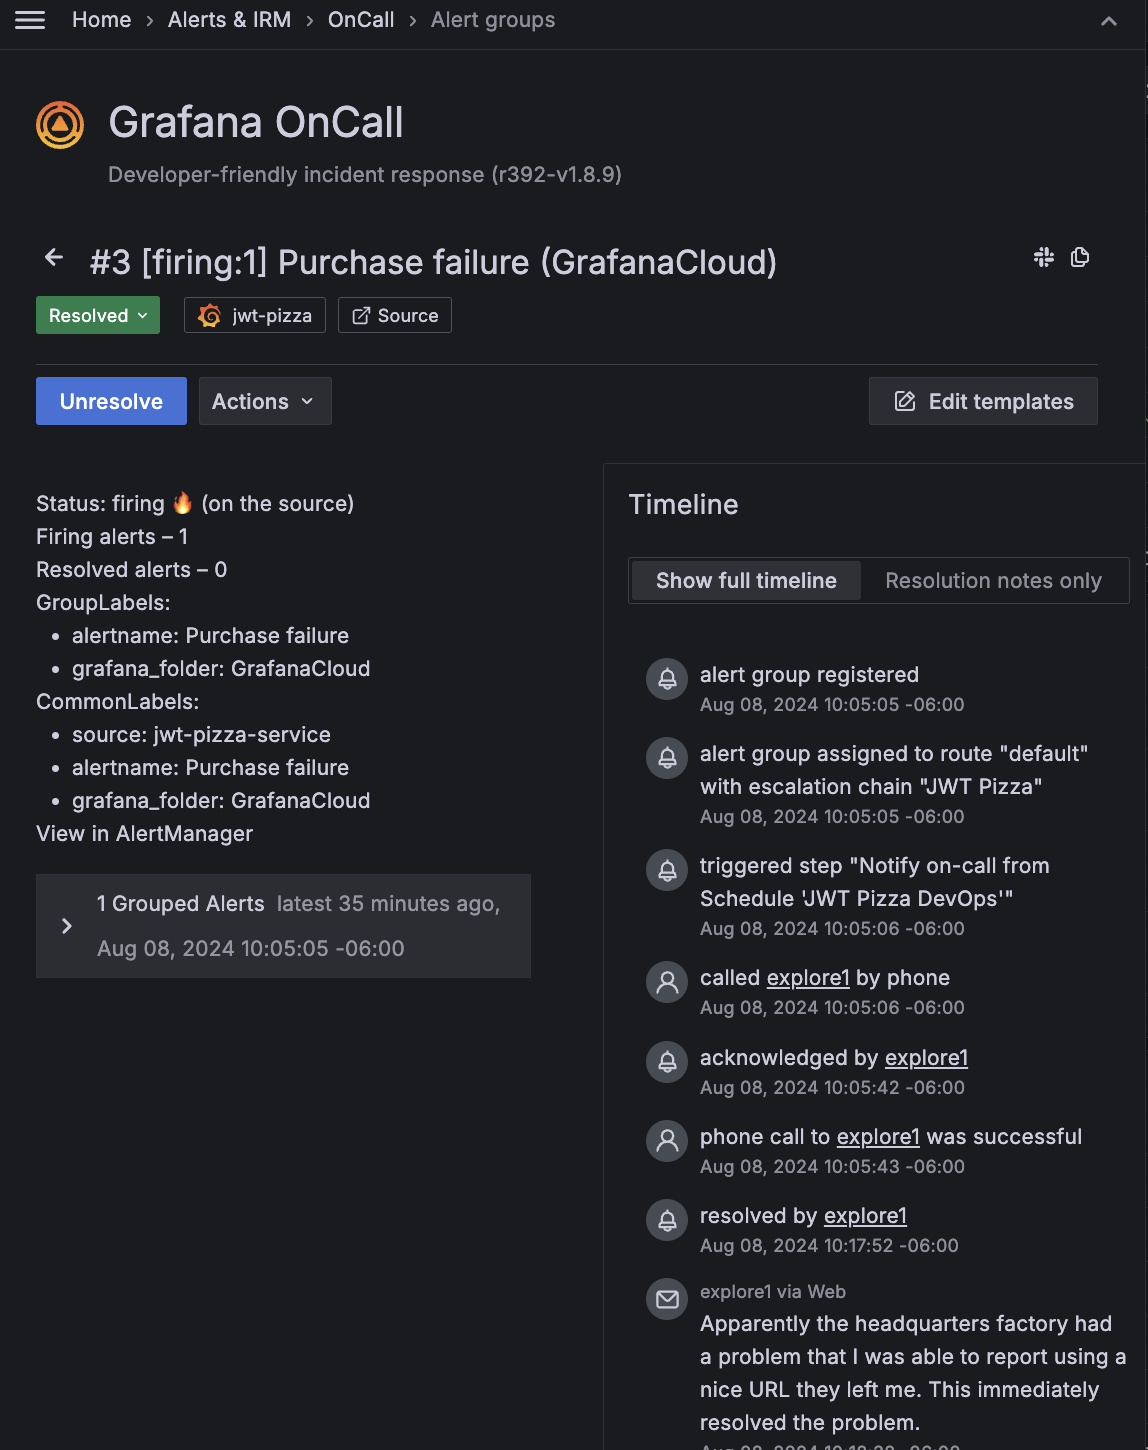 Home › Alerts & IRM › OnCall › Alert groups
Grafana OnCall
Developer-friendly incident response (r392-v1.8.9)
#3 [firing:1] Purchase failure (GrafanaCloud)
Resolved
jwt-pizza
Source
Unresolve
Actions
Edit templates
Status: firing 🔥 (on the source)
Firing alerts – 1
Resolved alerts – 0
GroupLabels:
• alertname: Purchase failure
• grafana_folder: GrafanaCloud
CommonLabels:
• source: jwt-pizza-service
• alertname: Purchase failure
• grafana_folder: GrafanaCloud
View in AlertManager
1 Grouped Alerts latest 35 minutes ago,
Aug 08, 2024 10:05:05 -06:00
Timeline
Show full timeline
Resolution notes only
alert group registered
Aug 08, 2024 10:05:05 -06:00
alert group assigned to route "default"
with escalation chain "JWT Pizza"
Aug 08, 2024 10:05:05 -06:00
triggered step "Notify on-call from
Schedule 'JWT Pizza DevOps'"
Aug 08, 2024 10:05:06 -06:00
called explore1 by phone
Aug 08, 2024 10:05:06 -06:00
acknowledged by explore1
Aug 08, 2024 10:05:42 -06:00
phone call to explore1 was successful
Aug 08, 2024 10:05:43 -06:00
resolved by explore1
Aug 08, 2024 10:17:52 -06:00
explore1 via Web
Apparently the headquarters factory had
a problem that I was able to report using a
nice URL they left me. This immediately
resolved the problem.